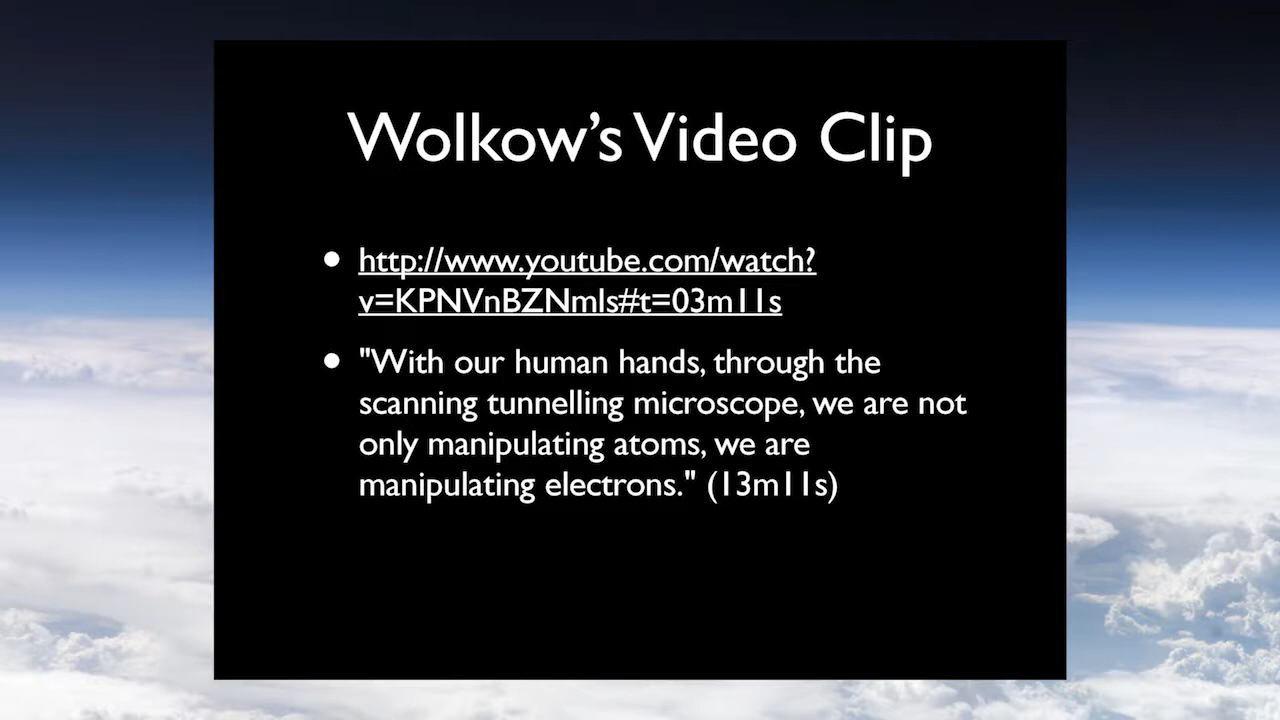 Wolkow's Video Clip
• http://www.youtube.com/watch?
v=KPNVnBZNmIs#t=03m11s
• "With our human hands, through the
scanning tunnelling microscope, we are not
only manipulating atoms, we are
manipulating electrons." (13m11s)